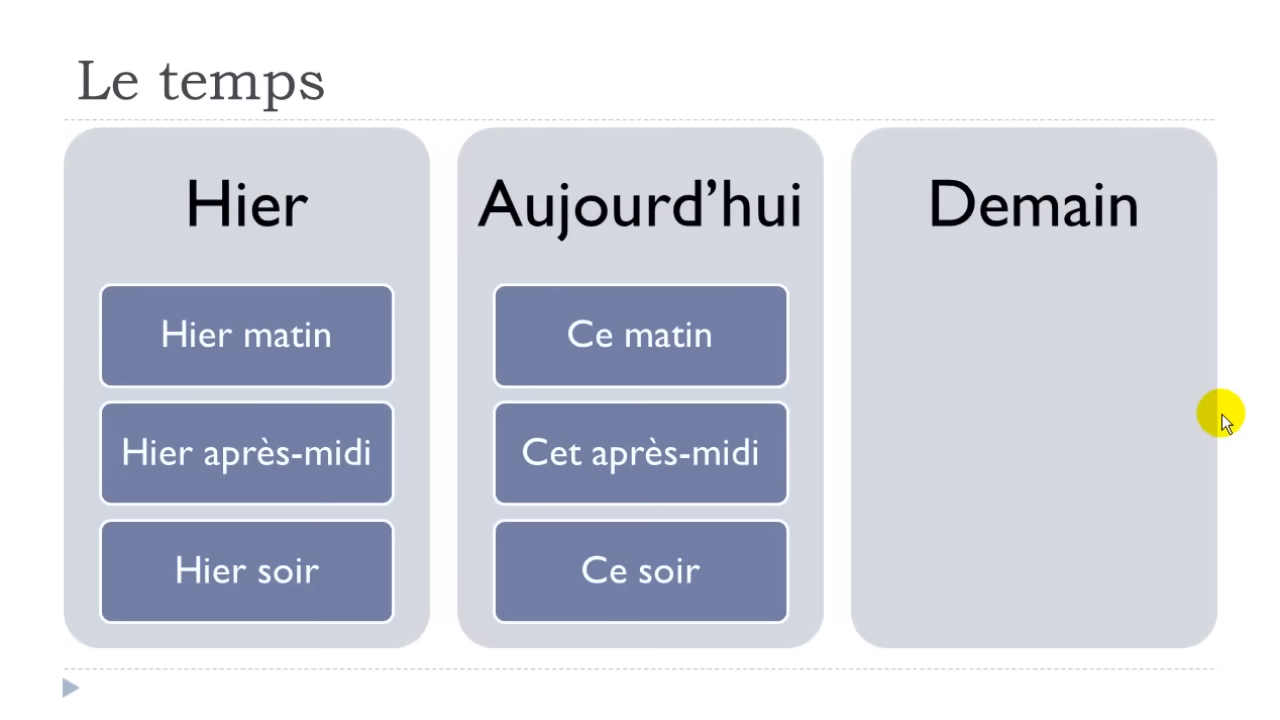 Le temps
Hier
Hier matin
Hier après-midi
Hier soir
Aujourd’hui
Ce matin
Cet après-midi
Ce soir
Demain